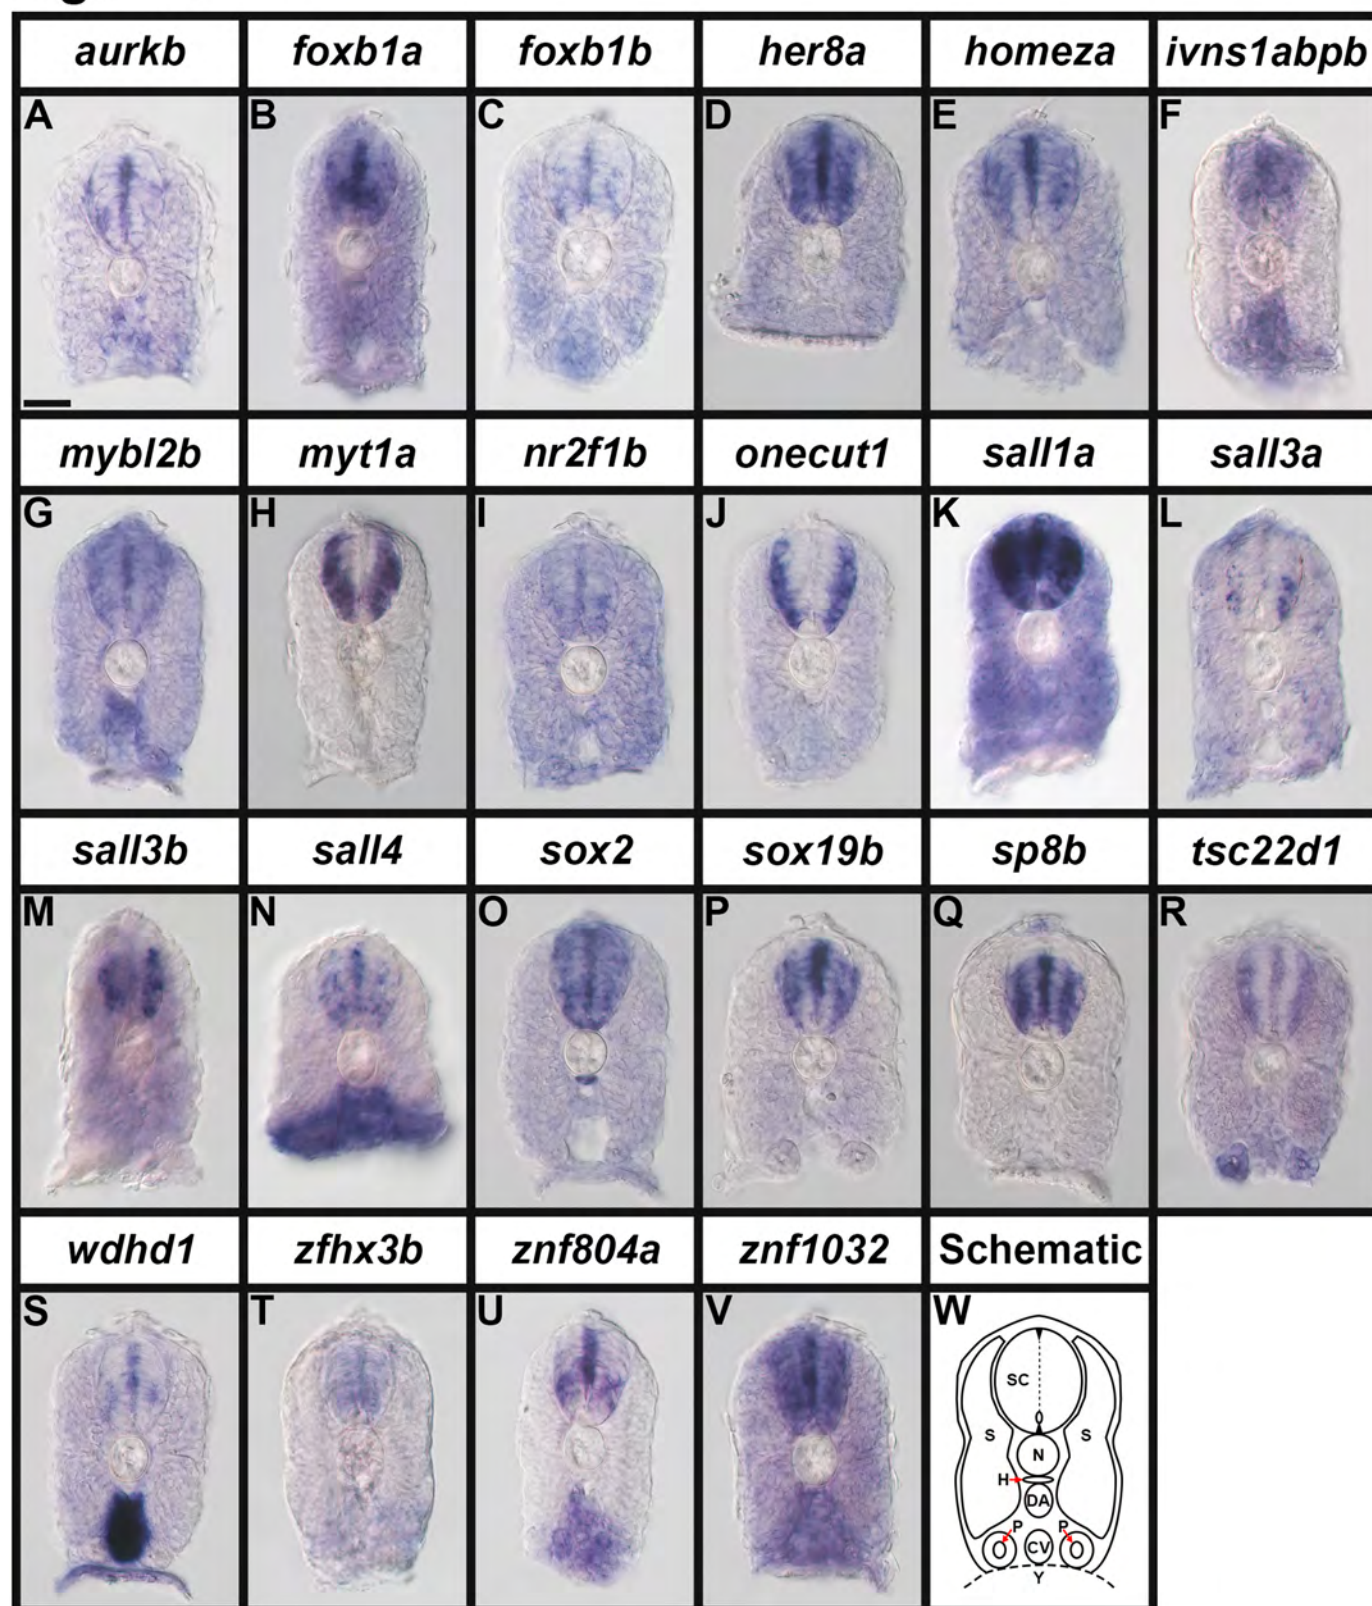 aurkb foxb1a foxb1b her8a homeza ivns1abpb
A B C D E F
mybl2b myt1a nr2f1b onecut1 sall1a sall3a
G H I J K L
sall3b sall4 sox2 sox19b sp8b tsc22d1
M N O P Q R
wdhd1 zfhx3b znf804a znf1032 Schematic
S T U V W
SC
S S
N
H
DA
P P
CV
Y